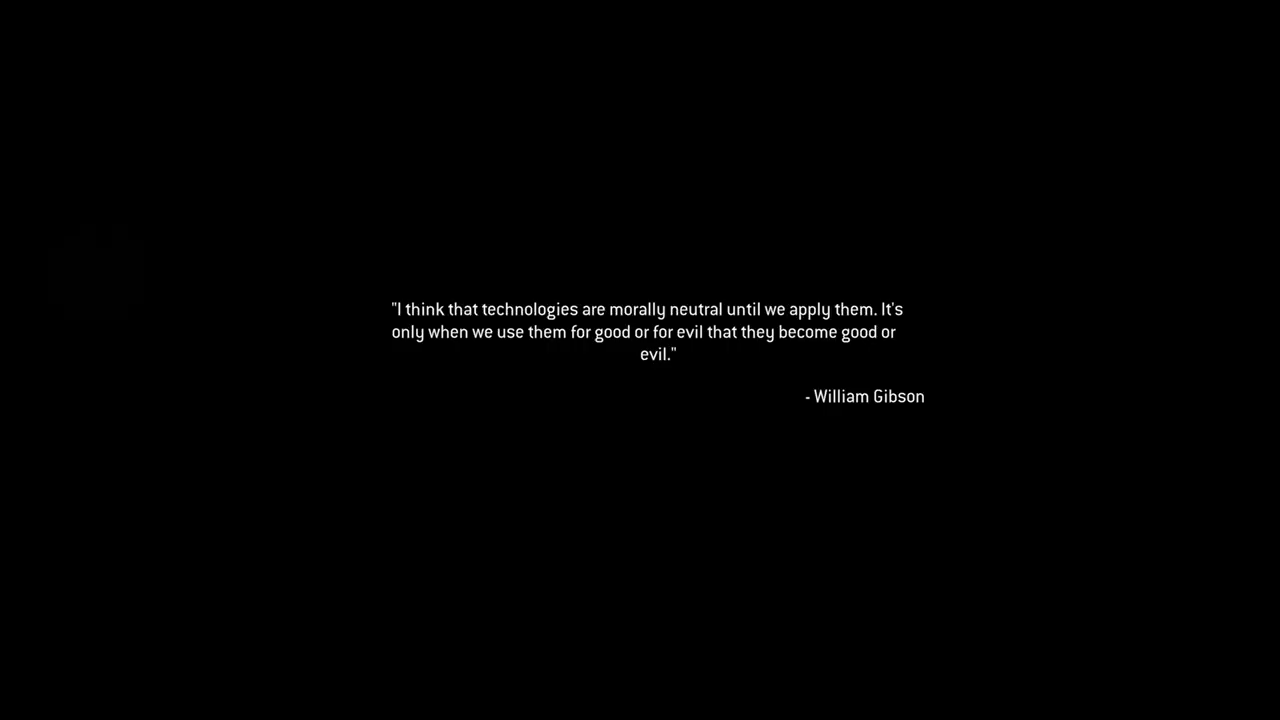 "I think that technologies are morally neutral until we apply them. It's
only when we use them for good or for evil that they become good or
evil."
- William Gibson